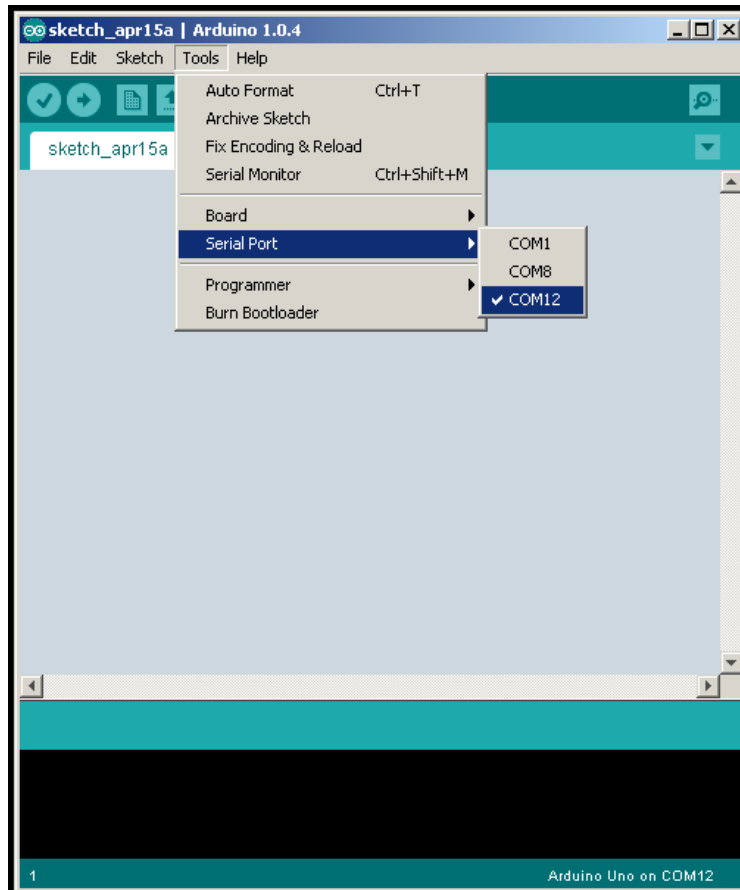 sketch_apr15a | Arduino 1.0.4
File Edit Sketch Tools Help
sketch_apr15a
Auto Format Ctrl+T
Archive Sketch
Fix Encoding & Reload
Serial Monitor Ctrl+Shift+M
Board
Serial Port
Programmer
Burn Bootloader
COM1
COM8
COM12
1 Arduino Uno on COM12